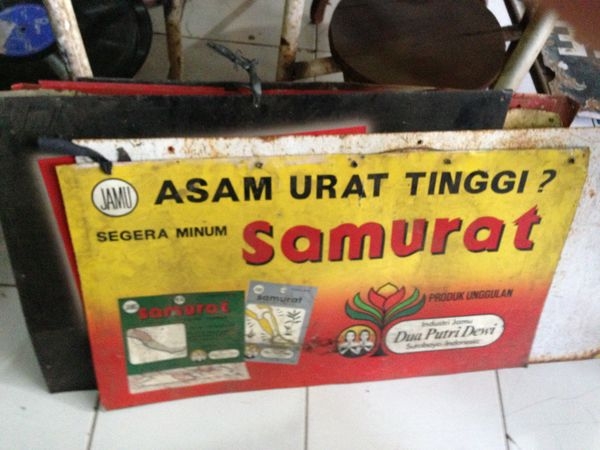 JAMU
ASAM URAT TINGGI ?
SEGERA MINUM
samurat
samurat
samurat
PRODUK UNGGULAN
Industri Jamu
Dua Putri Dewi
Surabaya Indonesia